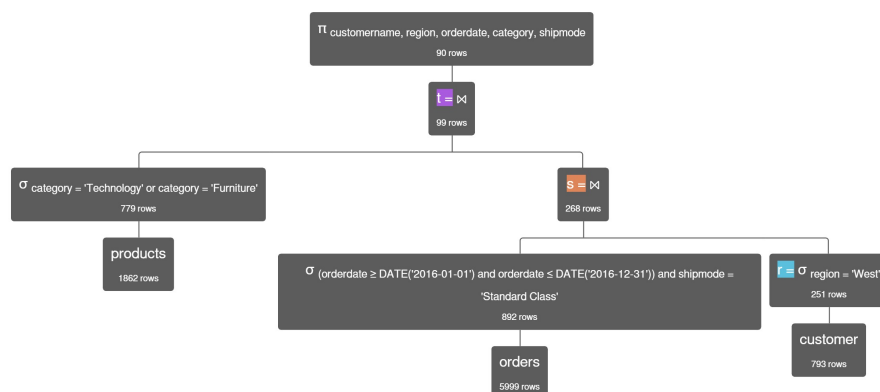 π customername, region, orderdate, category, shipmode
90 rows
t = ⋈
99 rows
σ category = 'Technology' or category = 'Furniture'
779 rows
s = ⋈
268 rows
products
1862 rows
σ (orderdate ≥ DATE('2016-01-01') and orderdate ≤ DATE('2016-12-31')) and shipmode =
'Standard Class'
892 rows
r = σ region = 'West'
251 rows
orders
5999 rows
customer
793 rows